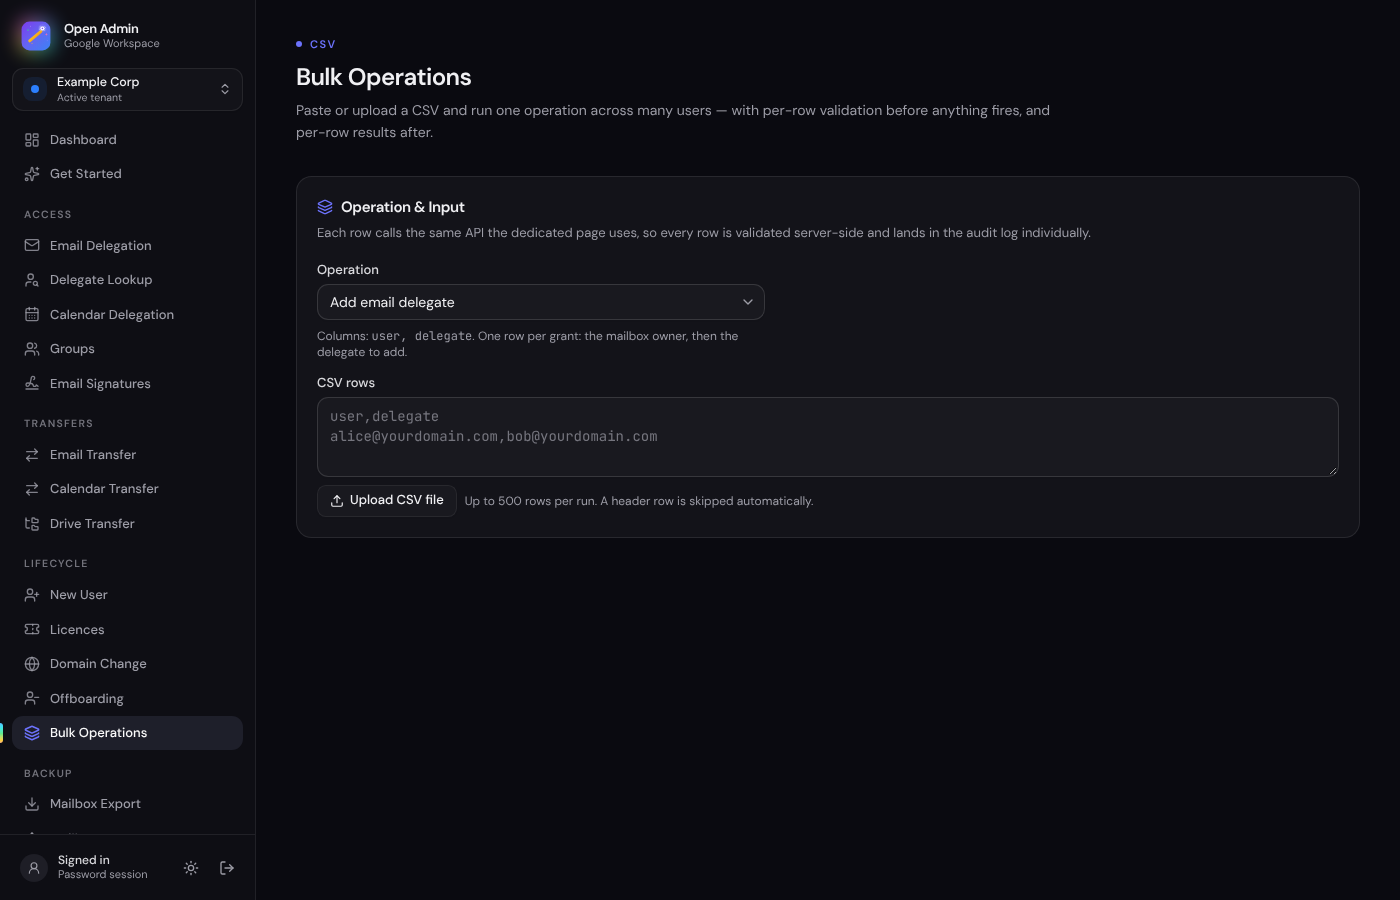 Open Admin
Google Workspace
Example Corp
Active tenant
Dashboard
Get Started
ACCESS
Email Delegation
Delegate Lookup
Calendar Delegation
Groups
Email Signatures
TRANSFERS
Email Transfer
Calendar Transfer
Drive Transfer
LIFECYCLE
New User
Licences
Domain Change
Offboarding
Bulk Operations
BACKUP
Mailbox Export
Signed in
Password session
CSV
Bulk Operations
Paste or upload a CSV and run one operation across many users — with per-row validation before anything fires, and
per-row results after.
Operation & Input
Each row calls the same API the dedicated page uses, so every row is validated server-side and lands in the audit log individually.
Operation
Add email delegate
Columns: user, delegate. One row per grant: the mailbox owner, then the
delegate to add.
CSV rows
user,delegate
alice@yourdomain.com,bob@yourdomain.com
Upload CSV file
Up to 500 rows per run. A header row is skipped automatically.